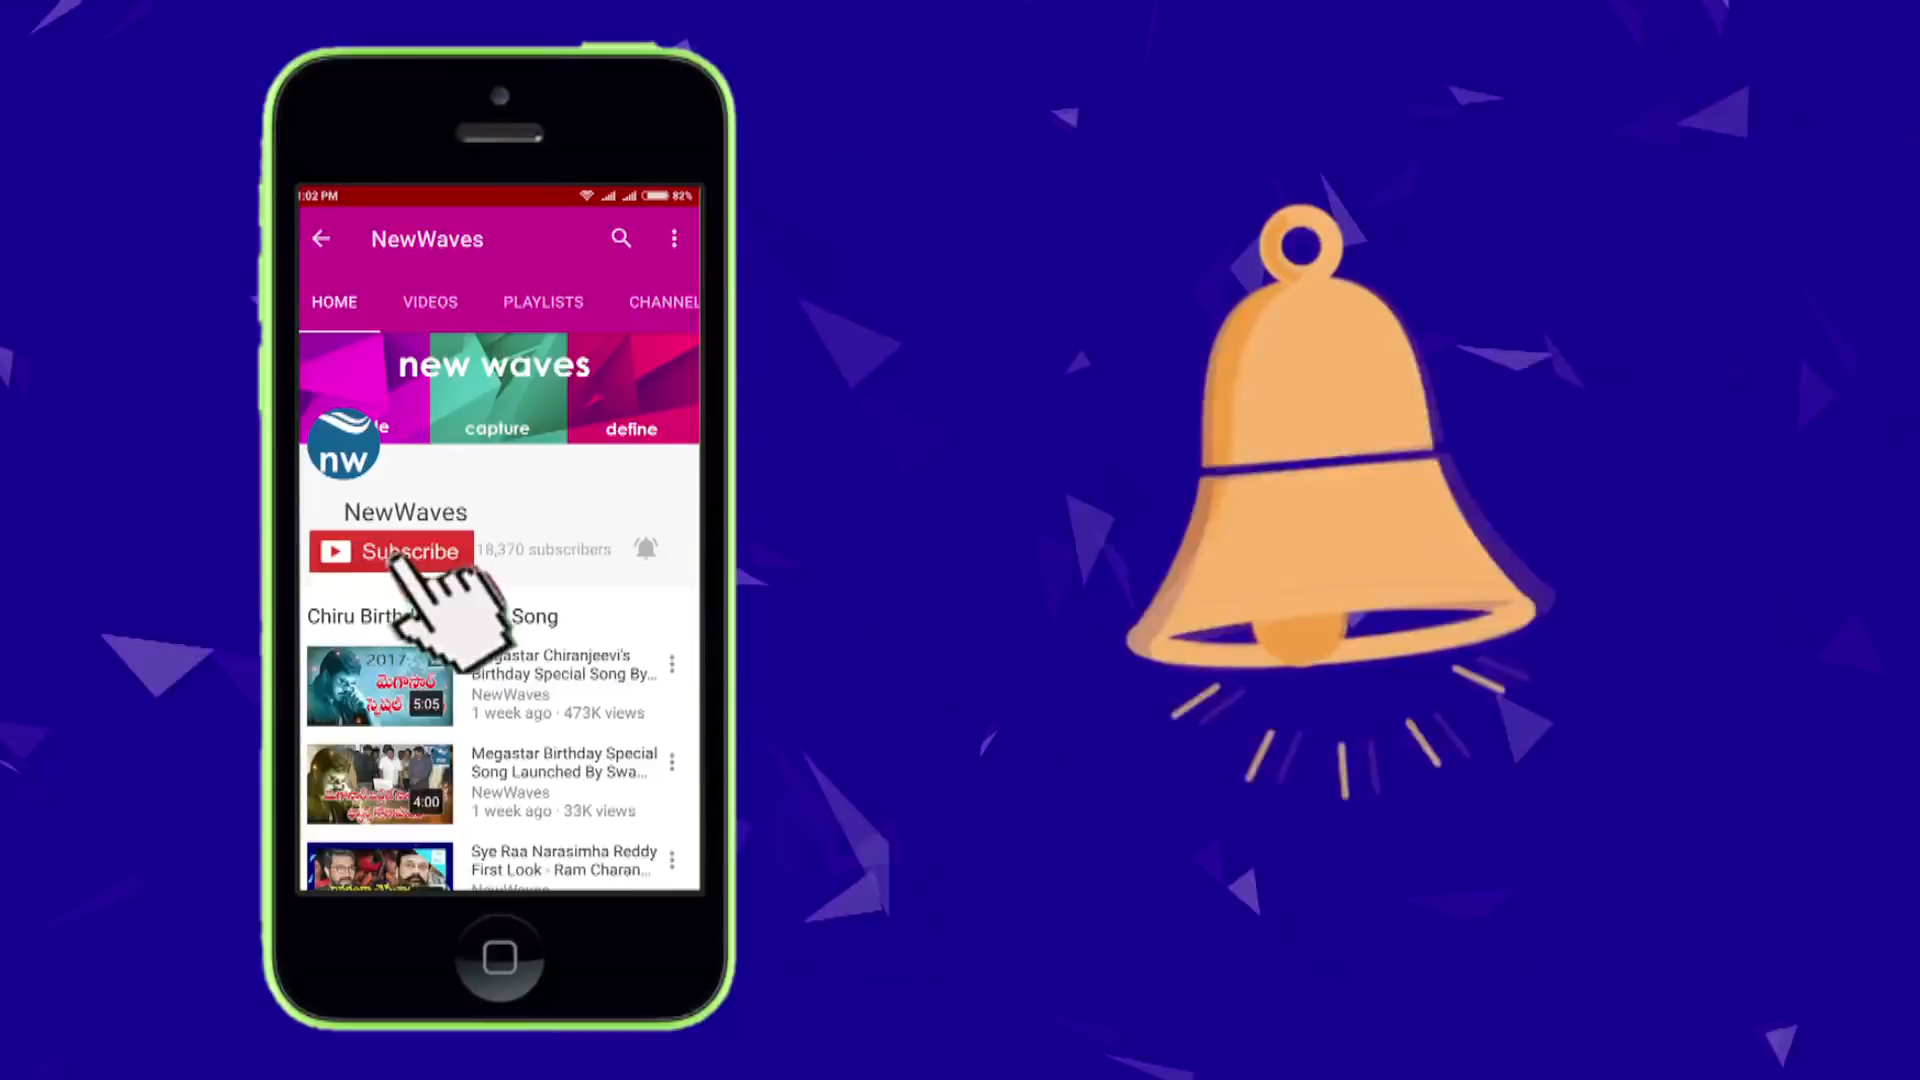 1:02 PM
82%
NewWaves
HOME VIDEOS PLAYLISTS CHANNEL
new waves
capture define
nw
NewWaves
Subscribe 18,370 subscribers
Chiru Song
2017
మెగాస్టార్
స్పెషల్
5:05
Chiranjeevi's
Birthday Special Song By...
NewWaves
1 week ago · 473K views
4:00
Megastar Birthday Special
Song Launched By Swa...
NewWaves
1 week ago · 33K views
Sye Raa Narasimha Reddy
First Look - Ram Charan...
NewWaves